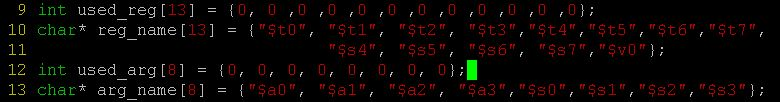 9 int used_reg[13] = {0, 0 ,0 ,0 ,0 ,0 ,0 ,0 ,0 ,0 ,0 ,0 ,0};
10 char* reg_name[13] = {"$t0", "$t1", "$t2", "$t3","$t4","$t5","$t6","$t7",
11 "$s4", "$s5", "$s6", "$s7","$v0"};
12 int used_arg[8] = {0, 0, 0, 0, 0, 0, 0, 0};
13 char* arg_name[8] = {"$a0", "$a1", "$a2", "$a3","$s0","$s1","$s2","$s3"};